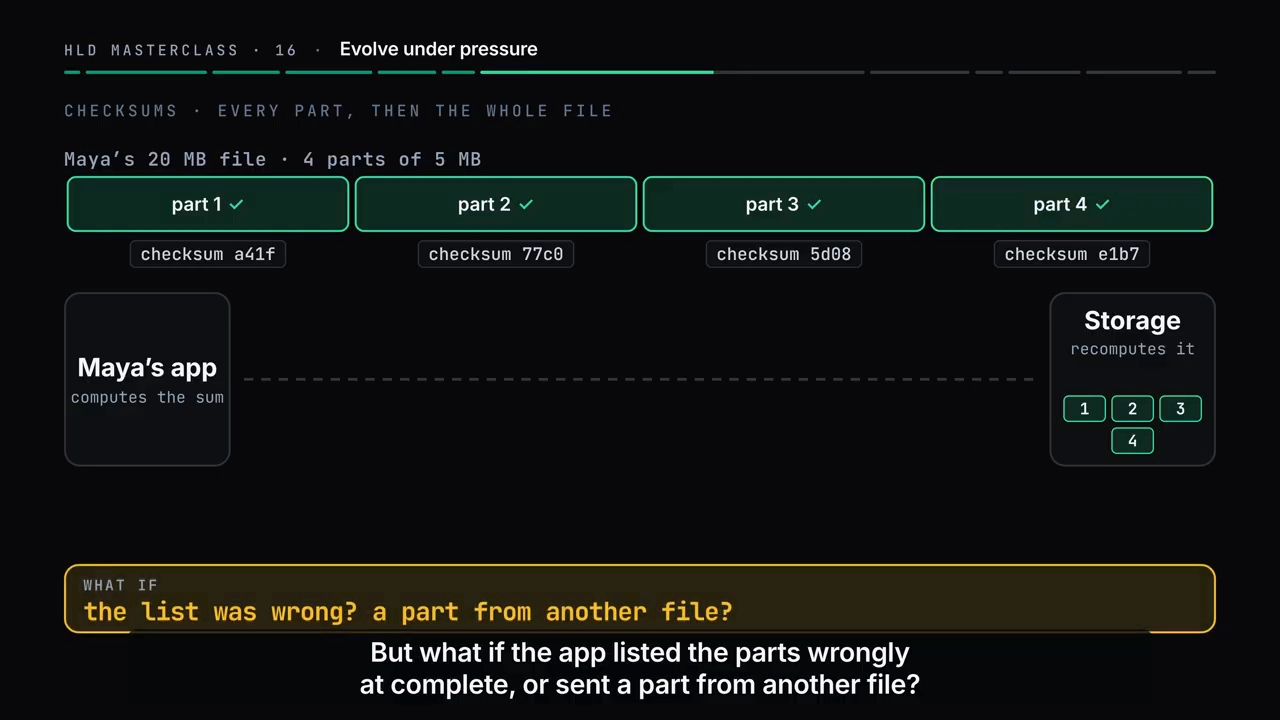 HLD MASTERCLASS · 16 · Evolve under pressure
CHECKSUMS · EVERY PART, THEN THE WHOLE FILE
Maya’s 20 MB file · 4 parts of 5 MB
part 1 ✓ part 2 ✓ part 3 ✓ part 4 ✓
checksum a41f checksum 77c0 checksum 5d08 checksum e1b7
Maya’s app
computes the sum
Storage
recomputes it
1 2 3
4
WHAT IF
the list was wrong? a part from another file?
But what if the app listed the parts wrongly
at complete, or sent a part from another file?